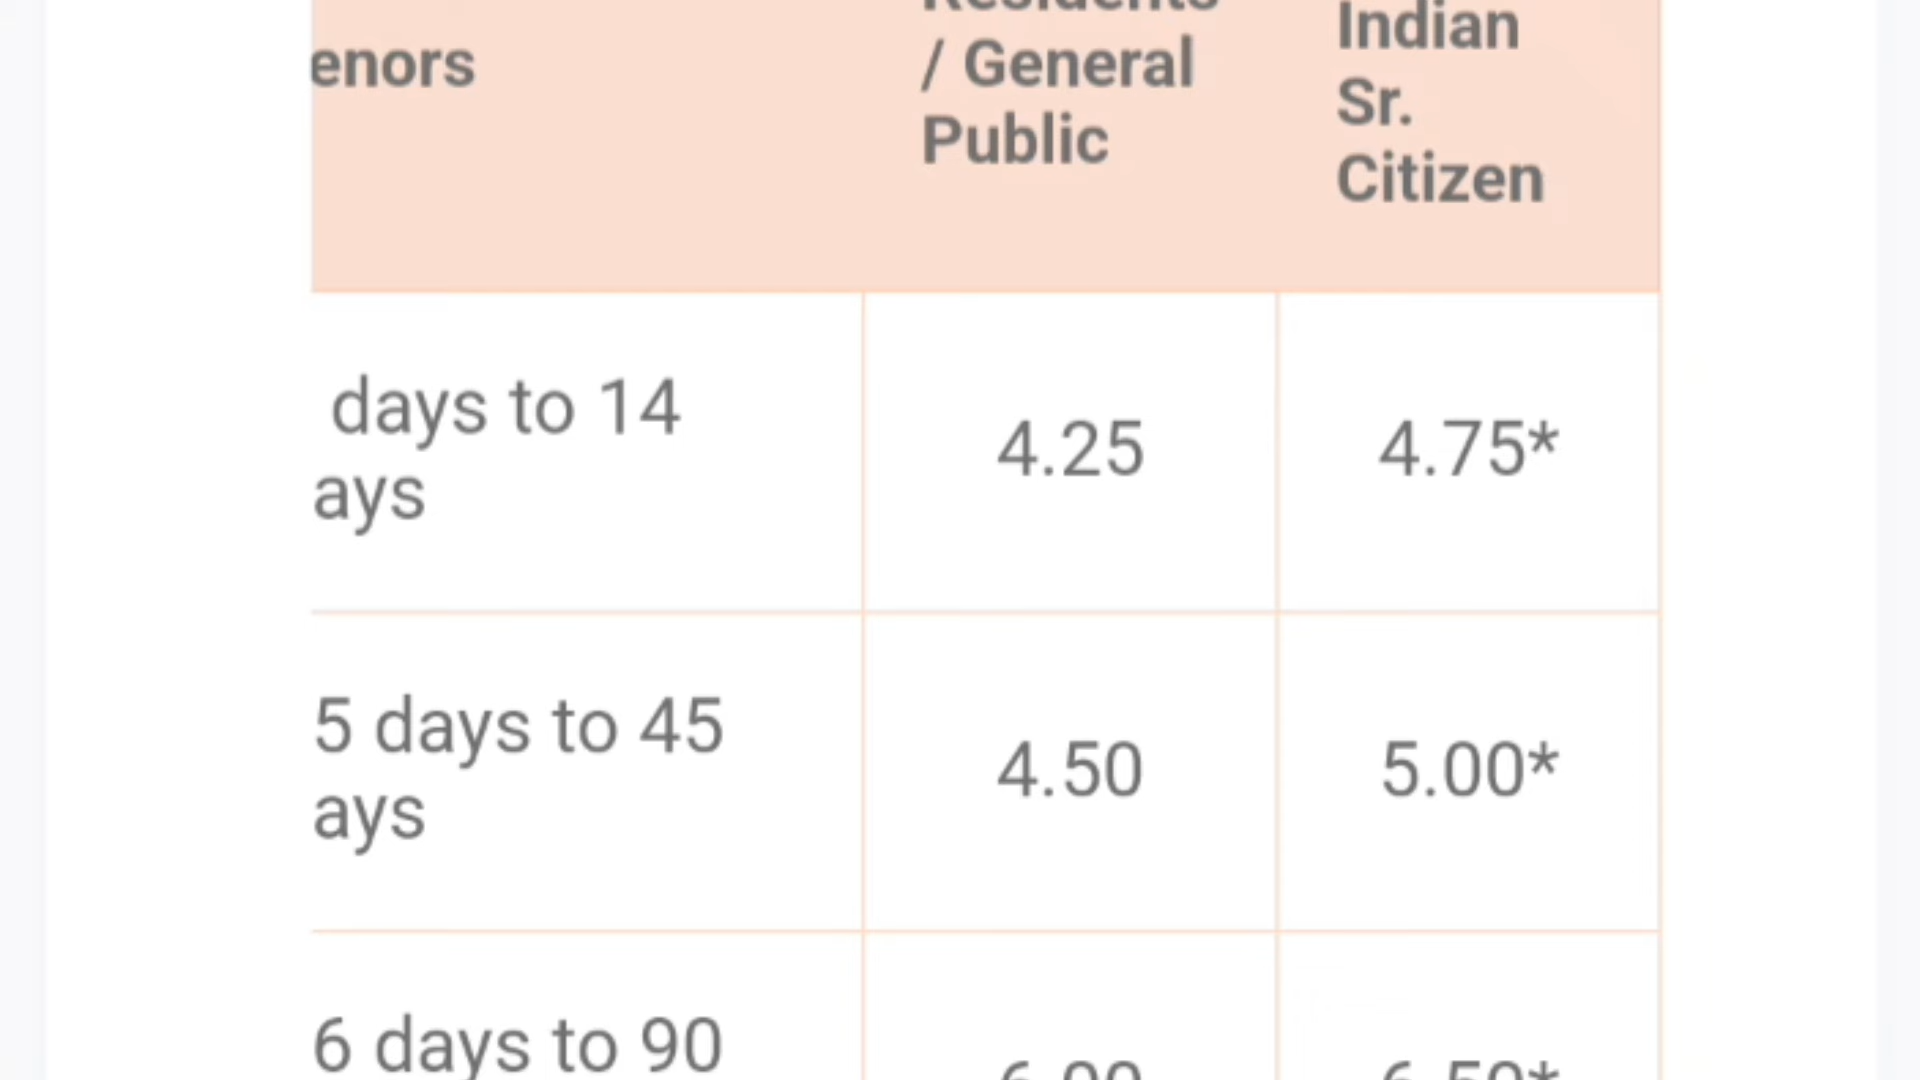 enors
Residents
/ General
Public
Indian
Sr.
Citizen
days to 14
ays
4.25
4.75*
5 days to 45
ays
4.50
5.00*
6 days to 90